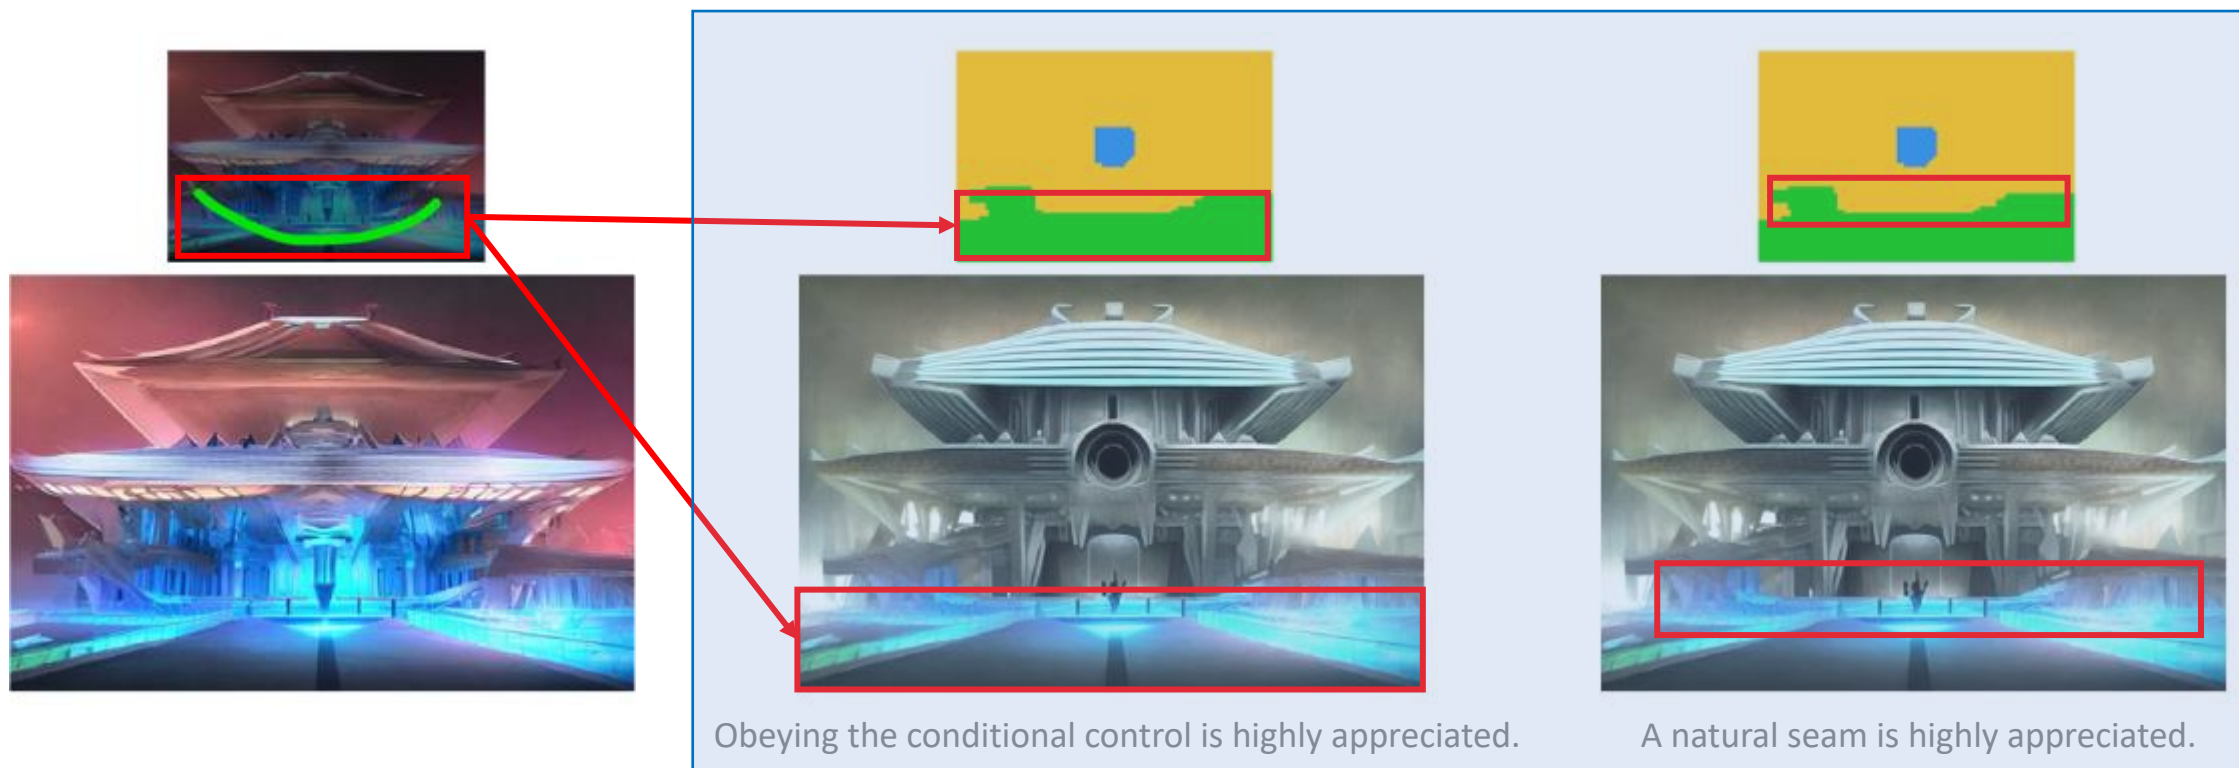 Obeying the conditional control is highly appreciated.
A natural seam is highly appreciated.